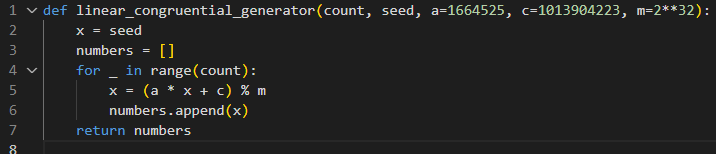 1 def linear_congruential_generator(count, seed, a=1664525, c=1013904223, m=2**32):
2     x = seed
3     numbers = []
4     for _ in range(count):
5         x = (a * x + c) % m
6         numbers.append(x)
7     return numbers
8